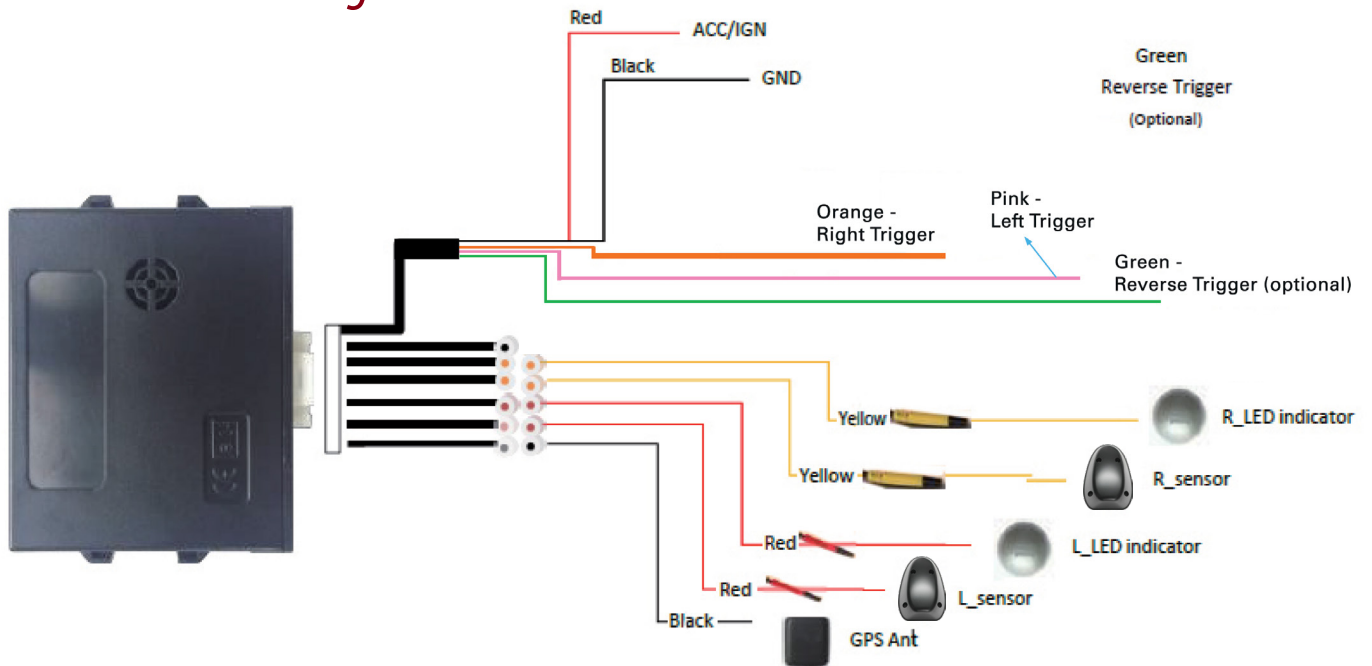 Red
ACC/IGN
Black
GND
Green
Reverse Trigger
(Optional)
Orange -
Right Trigger
Pink -
Left Trigger
Green -
Reverse Trigger (optional)
Yellow
R_LED indicator
Yellow
R_sensor
Red
L_LED indicator
Red
L_sensor
Black
GPS Ant